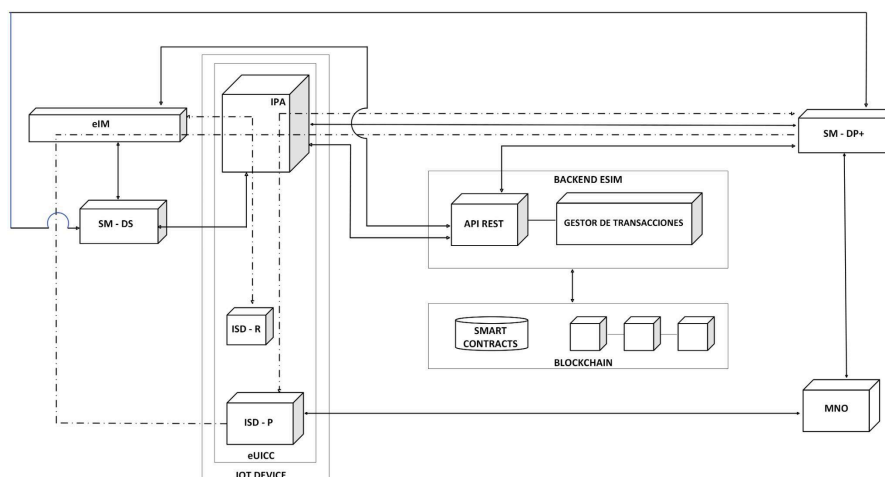 IPA
eIM
SM - DP+
BACKEND ESIM
SM - DS
API REST
GESTOR DE TRANSACCIONES
ISD - R
SMART
CONTRACTS
BLOCKCHAIN
ISD - P
MNO
eUICC
IOT DEVICE